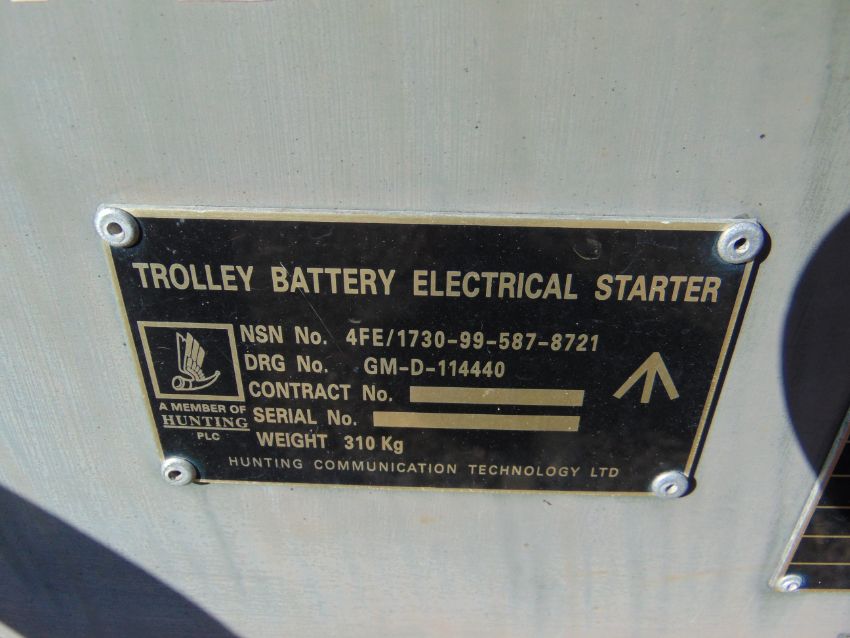 TROLLEY BATTERY ELECTRICAL STARTER
NSN No. 4FE/1730-99-587-8721
DRG No. GM-D-114440
CONTRACT No.
SERIAL No.
WEIGHT 310 Kg
A MEMBER OF
HUNTING
PLC
HUNTING COMMUNICATION TECHNOLOGY LTD